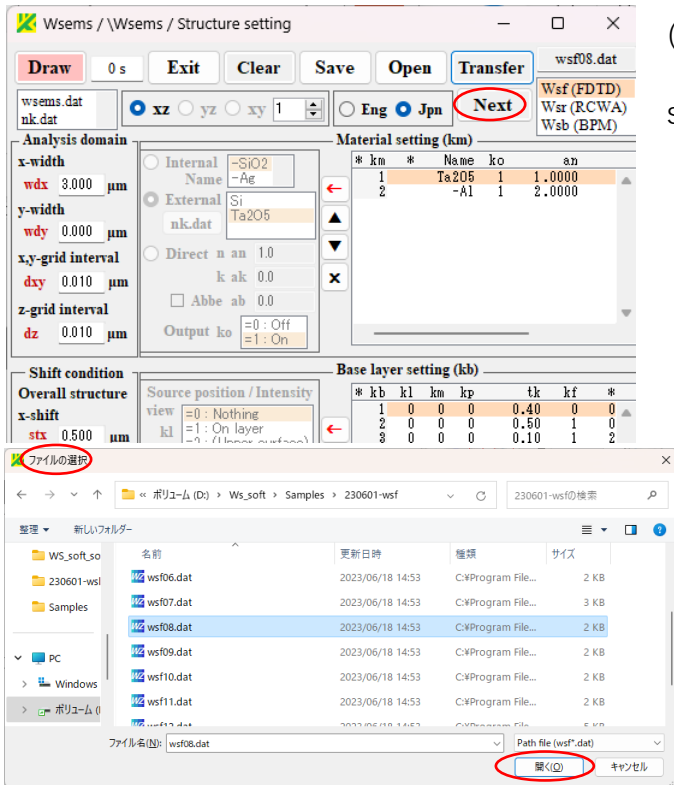 Wsems / \Wsems / Structure setting
(
Draw 0 s Exit Clear Save Open Transfer wsf08.dat
wsems.dat
nk.dat
xz yz xy 1 Eng Jpn Next
Wsf (FDTD)
Wsr (RCWA)
Wsb (BPM)
s
Analysis domain
x-width
wdx 3.000 μm
y-width
wdy 0.000 μm
x,y-grid interval
dxy 0.010 μm
z-grid interval
dz 0.010 μm
Internal Name
-SiO2
-Ag
External
nk.dat
Si
Ta2O5
Direct n an 1.0
k ak 0.0
Abbe ab 0.0
Output ko
=0 : Off
=1 : On
←
▲
▼
×
Material setting (km)
* km * Name ko an
1 Ta2O5 1 1.0000
2 -Al 1 2.0000
Shift condition
Overall structure
x-shift
stx 0.500 μm
Source position / Intensity
view
kl
=0 : Nothing
=1 : On layer
←
Base layer setting (kb)
* kb kl km kp tk kf *
1 0 0 0 0.40 0 0
2 0 0 0 0.50 1 0
3 0 0 0 0.10 1 2
ファイルの選択
« ボリューム (D:) › Ws_soft › Samples › 230601-wsf
230601-wsfの検索
整理 新しいフォルダー
WS_soft_so
230601-wsl
Samples
PC
Windows
ボリューム (I
名前 更新日時 種類 サイズ
wsf06.dat 2023/06/18 14:53 C:¥Program File... 2 KB
wsf07.dat 2023/06/18 14:53 C:¥Program File... 3 KB
wsf08.dat 2023/06/18 14:53 C:¥Program File... 2 KB
wsf09.dat 2023/06/18 14:53 C:¥Program File... 2 KB
wsf10.dat 2023/06/18 14:53 C:¥Program File... 2 KB
wsf11.dat 2023/06/18 14:53 C:¥Program File... 2 KB
ファイル名(N): wsf08.dat Path file (wsf*.dat)
開く(O) キャンセル